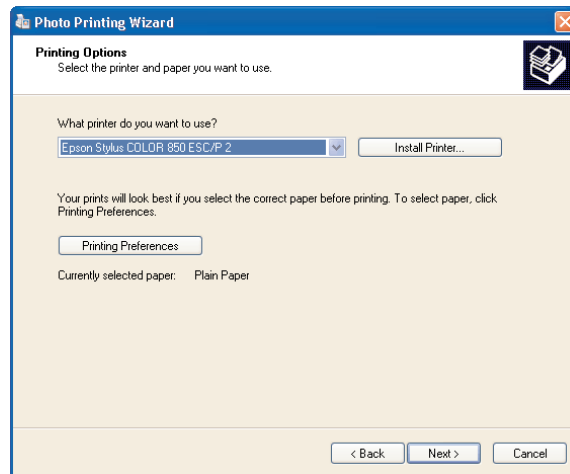 Photo Printing Wizard
Printing Options
Select the printer and paper you want to use.
What printer do you want to use?
Epson Stylus COLOR 850 ESC/P 2
Install Printer...
Your prints will look best if you select the correct paper before printing. To select paper, click
Printing Preferences.
Printing Preferences
Currently selected paper: Plain Paper
< Back Next > Cancel